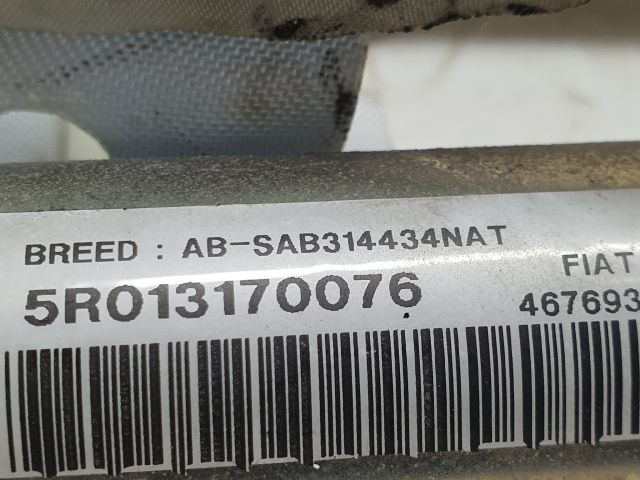 BREED : AB-SAB314434NAT
5R013170076
FIAT
467693